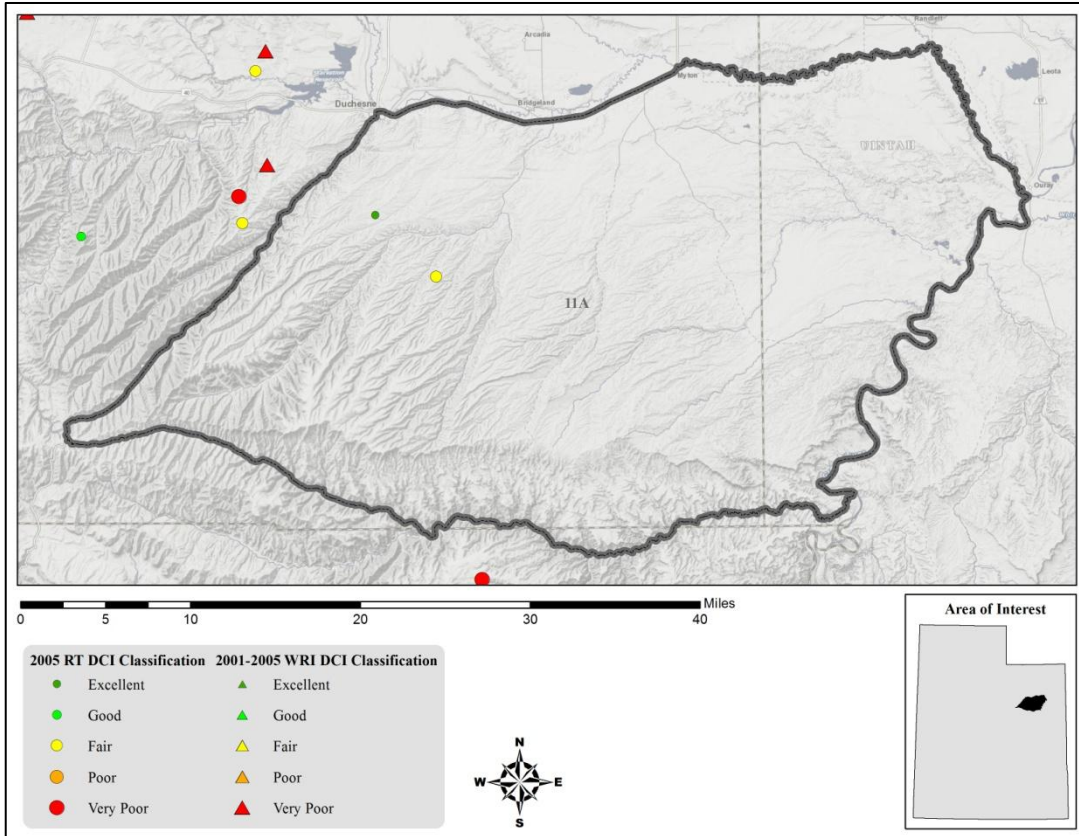 Randlett
Arcadia
Leota
Myton
Duchesne
Bridgeland
40
UINTAH
Ouray
11A
Miles
0 5 10 20 30 40
Area of Interest
2005 RT DCI Classification 2001-2005 WRI DCI Classification
Excellent Excellent
Good Good
Fair Fair
Poor Poor
Very Poor Very Poor
N
W E
S